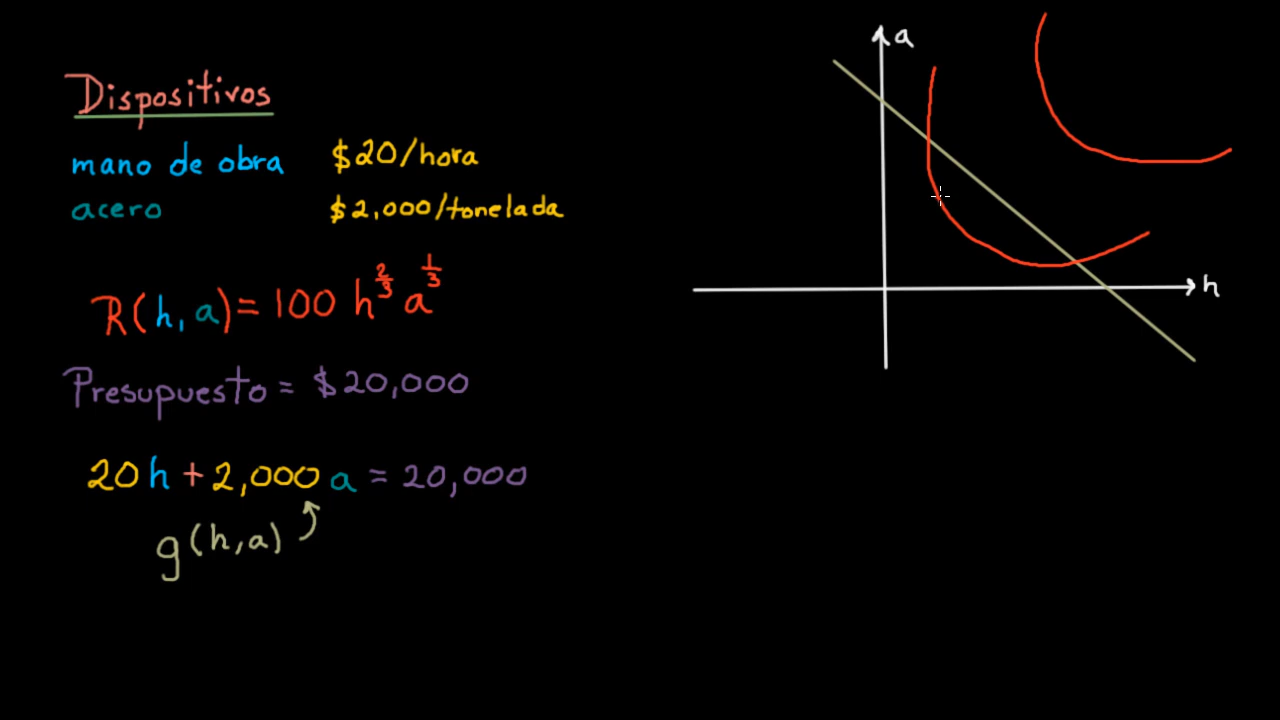 Dispositivos
mano de obra $20/hora
acero $2,000/tonelada
R(h, a) = 100 h^{2/3} a^{1/3}
Presupuesto = $20,000
20h + 2,000 a = 20,000
g(h,a)
a
h